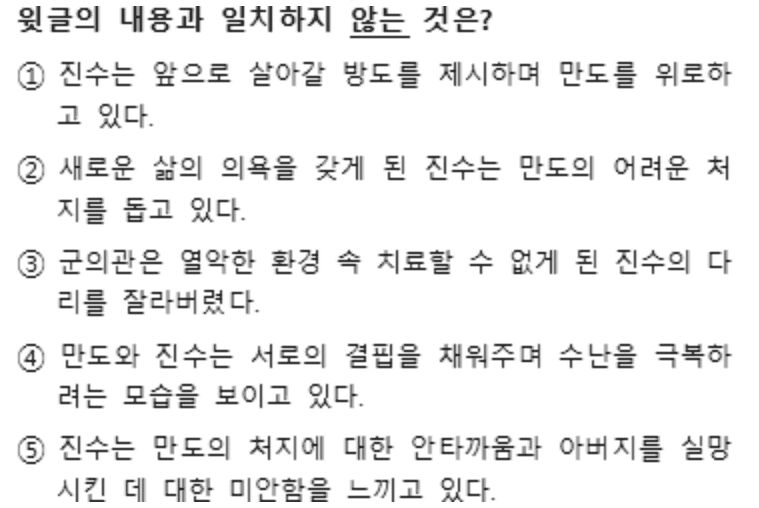 윗글의 내용과 일치하지 않는 것은?
① 진수는 앞으로 살아갈 방도를 제시하며 만도를 위로하
고 있다.
② 새로운 삶의 의욕을 갖게 된 진수는 만도의 어려운 처
지를 돕고 있다.
③ 군의관은 열악한 환경 속 치료할 수 없게 된 진수의 다
리를 잘라버렸다.
④ 만도와 진수는 서로의 결핍을 채워주며 수난을 극복하
려는 모습을 보이고 있다.
⑤ 진수는 만도의 처지에 대한 안타까움과 아버지를 실망
시킨 데 대한 미안함을 느끼고 있다.